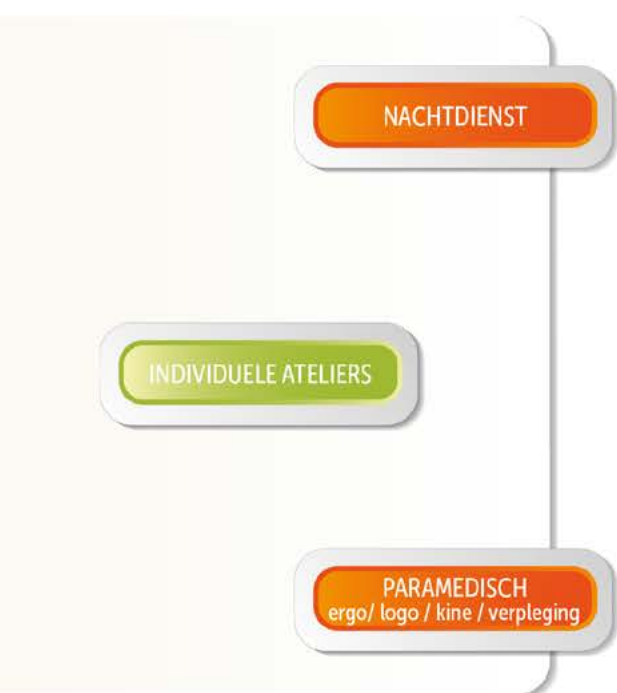 NACHTDIENST
INDIVIDUELE ATELIERS
PARAMEDISCH
ergo/ logo / kine / verpleging